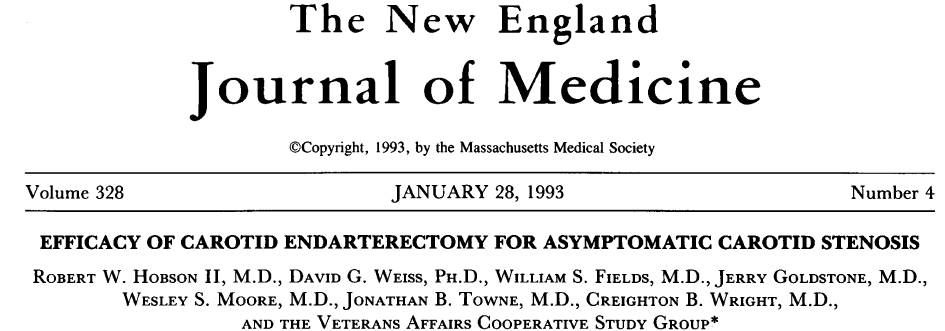 The New England
Journal of Medicine
©Copyright, 1993, by the Massachusetts Medical Society
Volume 328 JANUARY 28, 1993 Number 4
EFFICACY OF CAROTID ENDARTERECTOMY FOR ASYMPTOMATIC CAROTID STENOSIS
ROBERT W. HOBSON II, M.D., DAVID G. WEISS, PH.D., WILLIAM S. FIELDS, M.D., JERRY GOLDSTONE, M.D.,
WESLEY S. MOORE, M.D., JONATHAN B. TOWNE, M.D., CREIGHTON B. WRIGHT, M.D.,
AND THE VETERANS AFFAIRS COOPERATIVE STUDY GROUP*